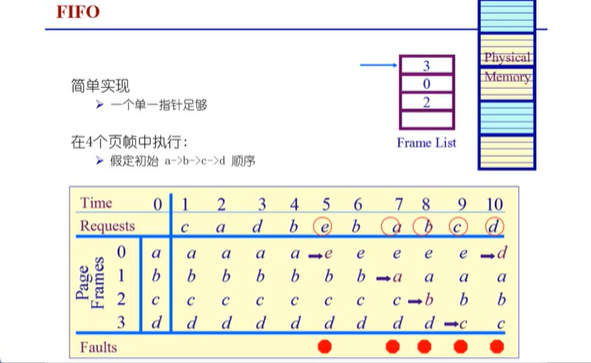 FIFO
Physical
Memory
3
0
2
Frame List
简单实现
一个单一指针足够
在4个页帧中执行:
假定初始 a->b->c->d 顺序
Time 0 1 2 3 4 5 6 7 8 9 10
Requests c a d b e b a b c d
Page Frames
0 a a a a a e e e e e d
1 b b b b b b b a a a a
2 c c c c c c c c b b b
3 d d d d d d d d d c c
Faults